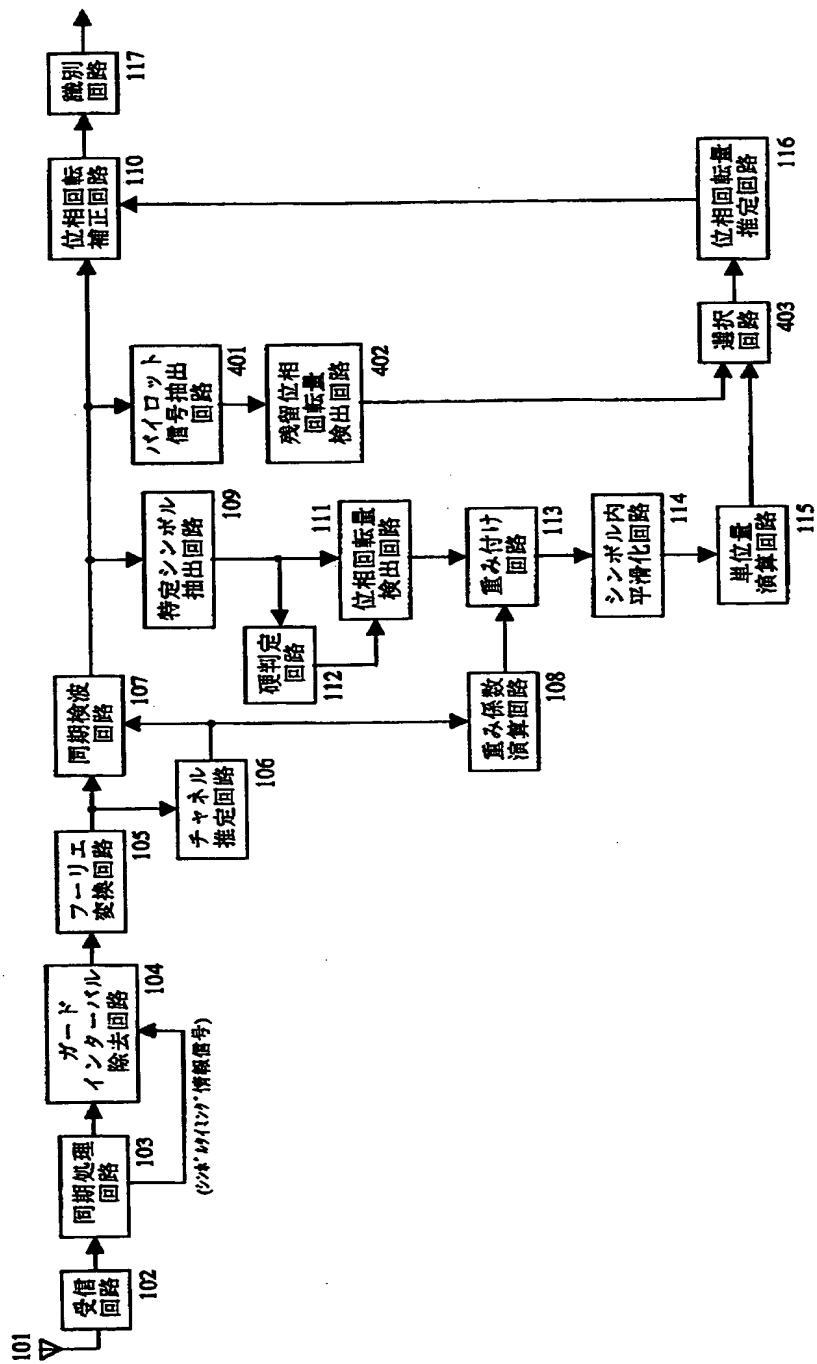 101
受信
回路
102
同期処理
回路
103
(シンボルタイミング情報信号)
ガード
インターバル
除去回路
104
フーリエ
変換回路
105
チャネル
推定回路
106
同期検波
回路
107
重み係数
演算回路
108
特定シンボル
抽出回路
109
硬判定
回路
112
位相回転量
検出回路
111
重み付け
回路
113
シンボル内
平滑化回路
114
単位量
演算回路
115
パイロット
信号抽出
回路
401
残留位相
回転量
検出回路
402
選択
回路
403
位相回転量
推定回路
116
位相回転
補正回路
110
識別
回路
117